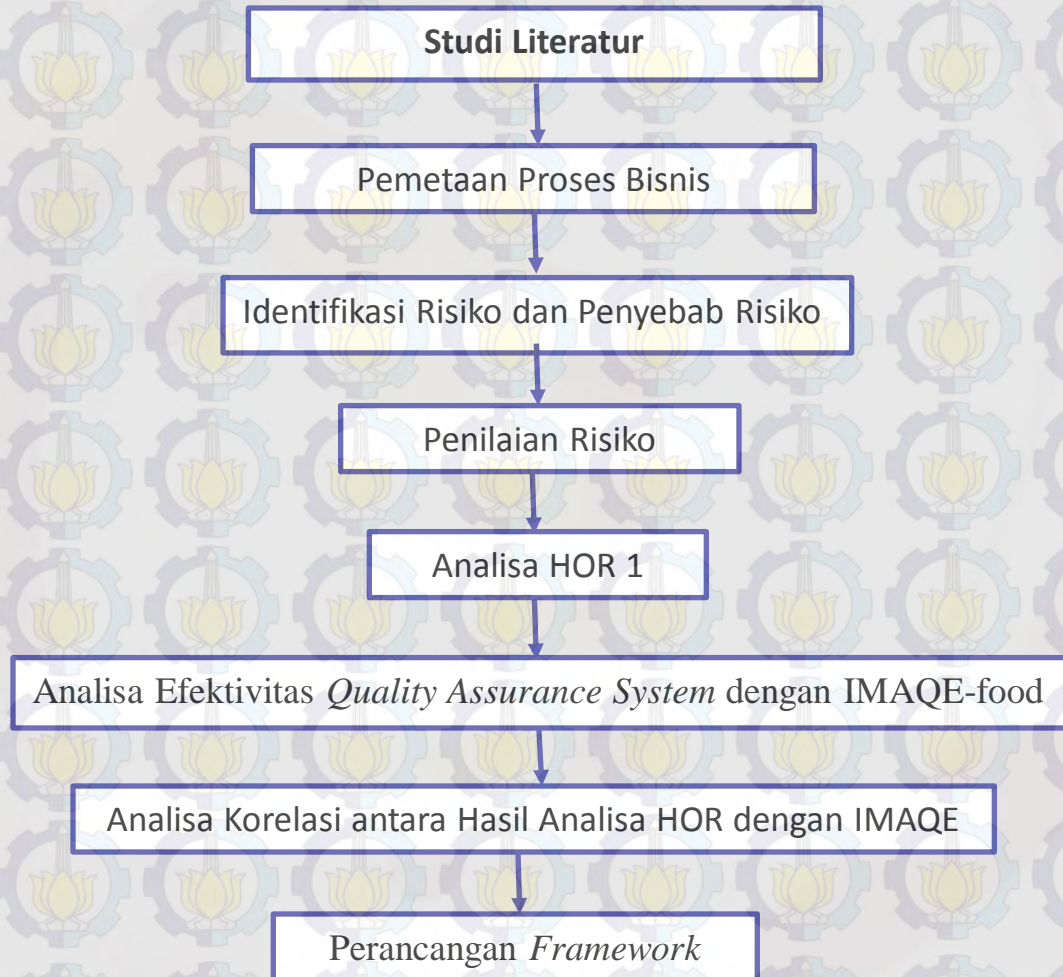 Studi Literatur
Pemetaan Proses Bisnis
Identifikasi Risiko dan Penyebab Risiko
Penilaian Risiko
Analisa HOR 1
Analisa Efektivitas Quality Assurance System dengan IMAQE-food
Analisa Korelasi antara Hasil Analisa HOR dengan IMAQE
Perancangan Framework